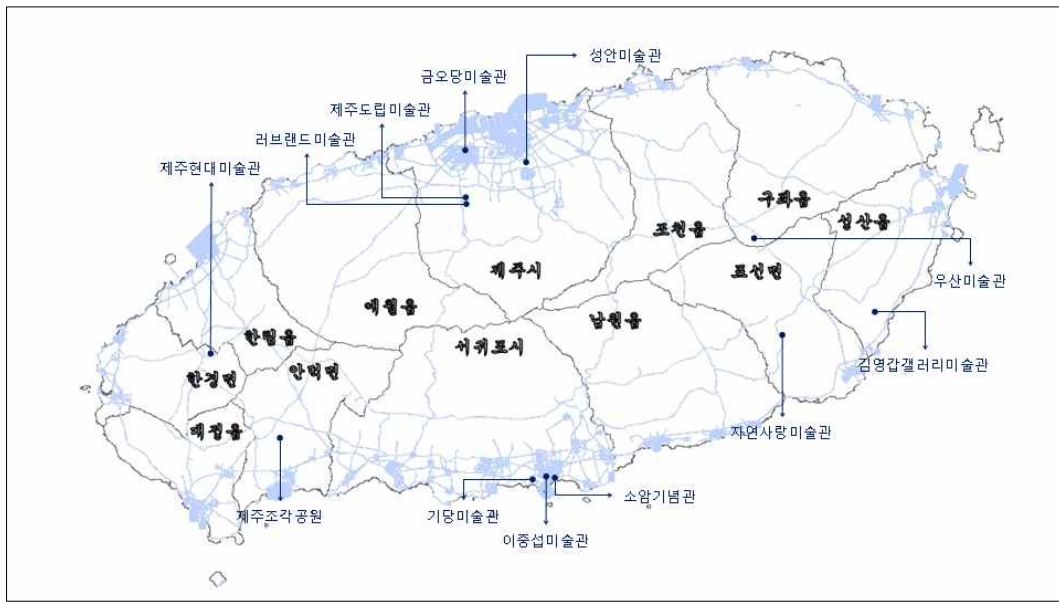 성안미술관
금오당미술관
제주도립미술관
러브랜드미술관
제주현대미술관
구좌읍
성산읍
조천읍
제주시
표선면
우산미술관
애월읍
남원읍
한림읍
서귀포시
안덕면
김영갑갤러리미술관
한경면
대정읍
자연사랑미술관
소암기념관
제주조각공원
기당미술관
이중섭미술관